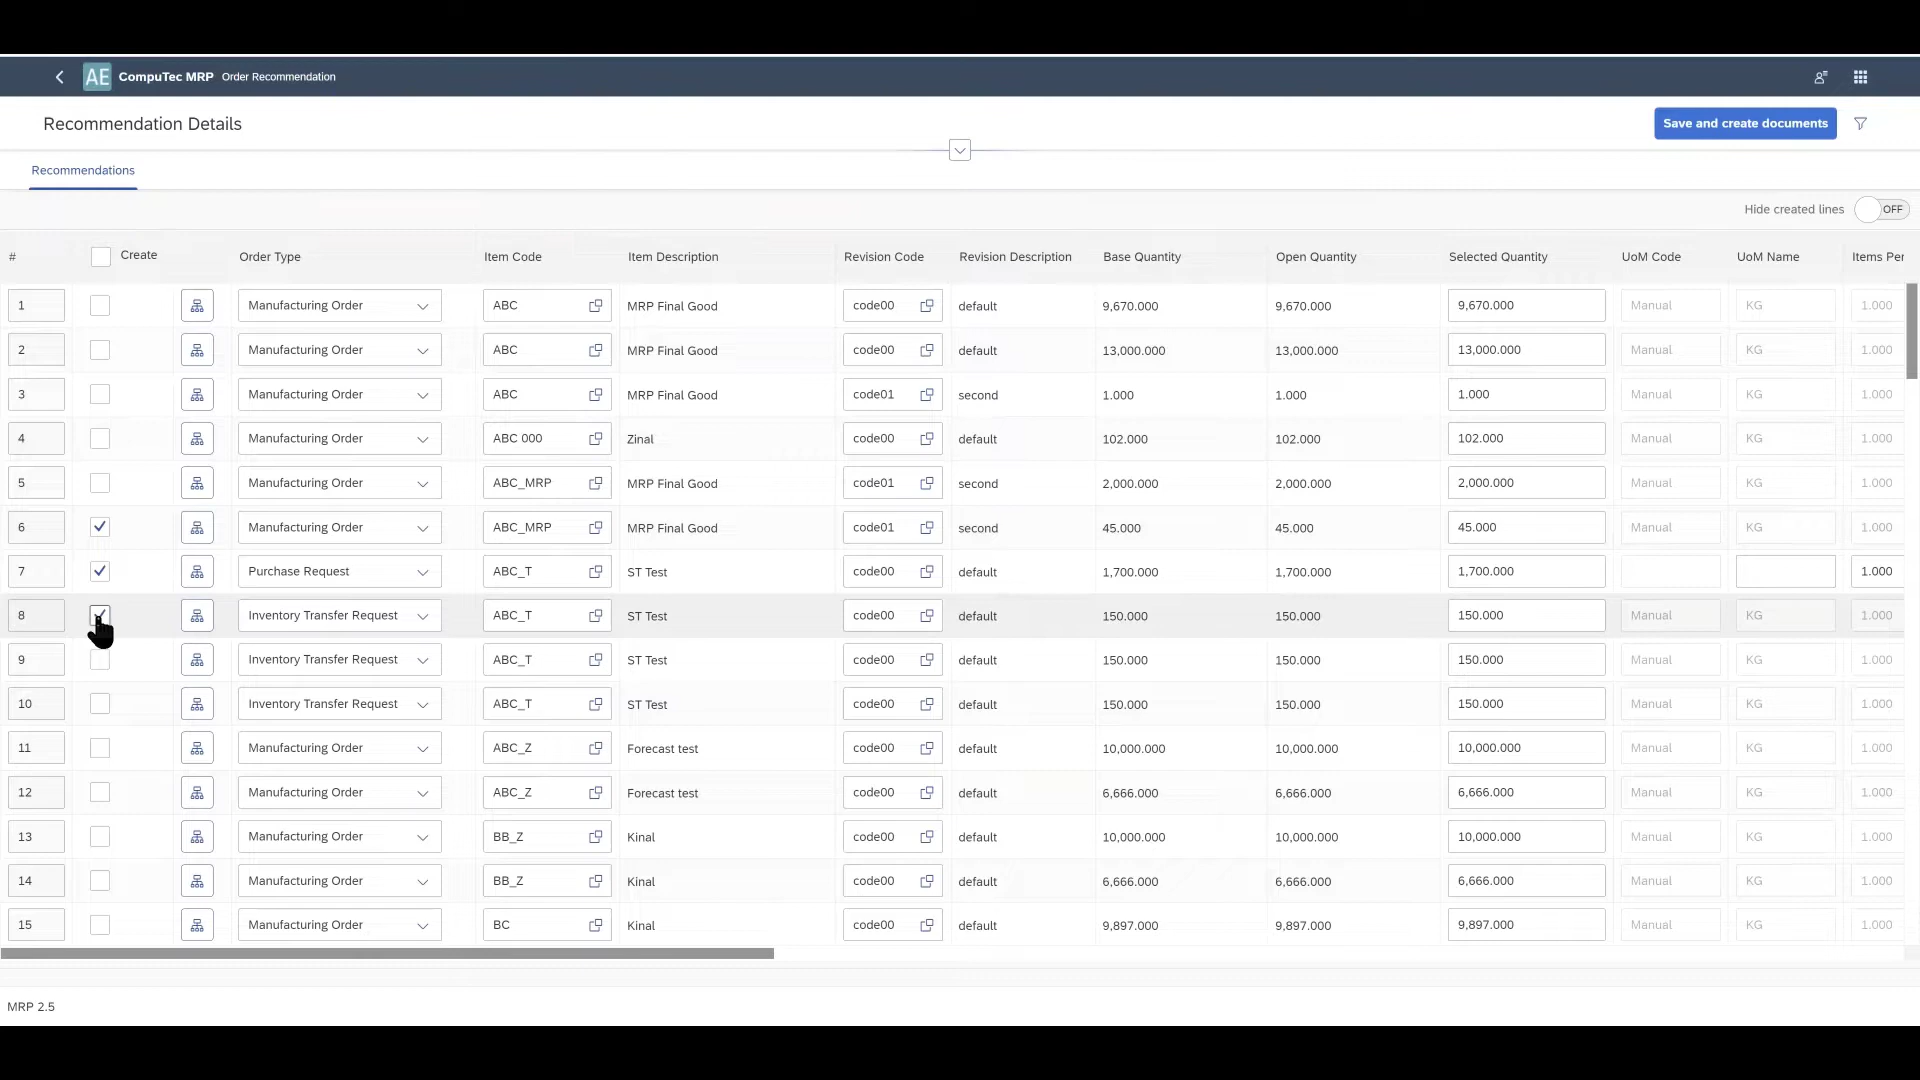 AE CompuTec MRP Order Recommendation
Recommendation Details Save and create documents
Recommendations
Hide created lines OFF
# Create Order Type Item Code Item Description Revision Code Revision Description Base Quantity Open Quantity Selected Quantity UoM Code UoM Name Items Per
1 Manufacturing Order ABC MRP Final Good code00 default 9,670.000 9,670.000 9,670.000 Manual KG 1.000
2 Manufacturing Order ABC MRP Final Good code00 default 13,000.000 13,000.000 13,000.000 Manual KG 1.000
3 Manufacturing Order ABC MRP Final Good code01 second 1.000 1.000 1.000 Manual KG 1.000
4 Manufacturing Order ABC 000 Zinal code00 default 102.000 102.000 102.000 Manual KG 1.000
5 Manufacturing Order ABC_MRP MRP Final Good code01 second 2,000.000 2,000.000 2,000.000 Manual KG 1.000
6 Manufacturing Order ABC_MRP MRP Final Good code01 second 45.000 45.000 45.000 Manual KG 1.000
7 Purchase Request ABC_T ST Test code00 default 1,700.000 1,700.000 1,700.000 1.000
8 Inventory Transfer Request ABC_T ST Test code00 default 150.000 150.000 150.000 Manual KG 1.000
9 Inventory Transfer Request ABC_T ST Test code00 default 150.000 150.000 150.000 Manual KG 1.000
10 Inventory Transfer Request ABC_T ST Test code00 default 150.000 150.000 150.000 Manual KG 1.000
11 Manufacturing Order ABC_Z Forecast test code00 default 10,000.000 10,000.000 10,000.000 Manual KG 1.000
12 Manufacturing Order ABC_Z Forecast test code00 default 6,666.000 6,666.000 6,666.000 Manual KG 1.000
13 Manufacturing Order BB_Z Kinal code00 default 10,000.000 10,000.000 10,000.000 Manual KG 1.000
14 Manufacturing Order BB_Z Kinal code00 default 6,666.000 6,666.000 6,666.000 Manual KG 1.000
15 Manufacturing Order BC Kinal code00 default 9,897.000 9,897.000 9,897.000 Manual KG 1.000
MRP 2.5